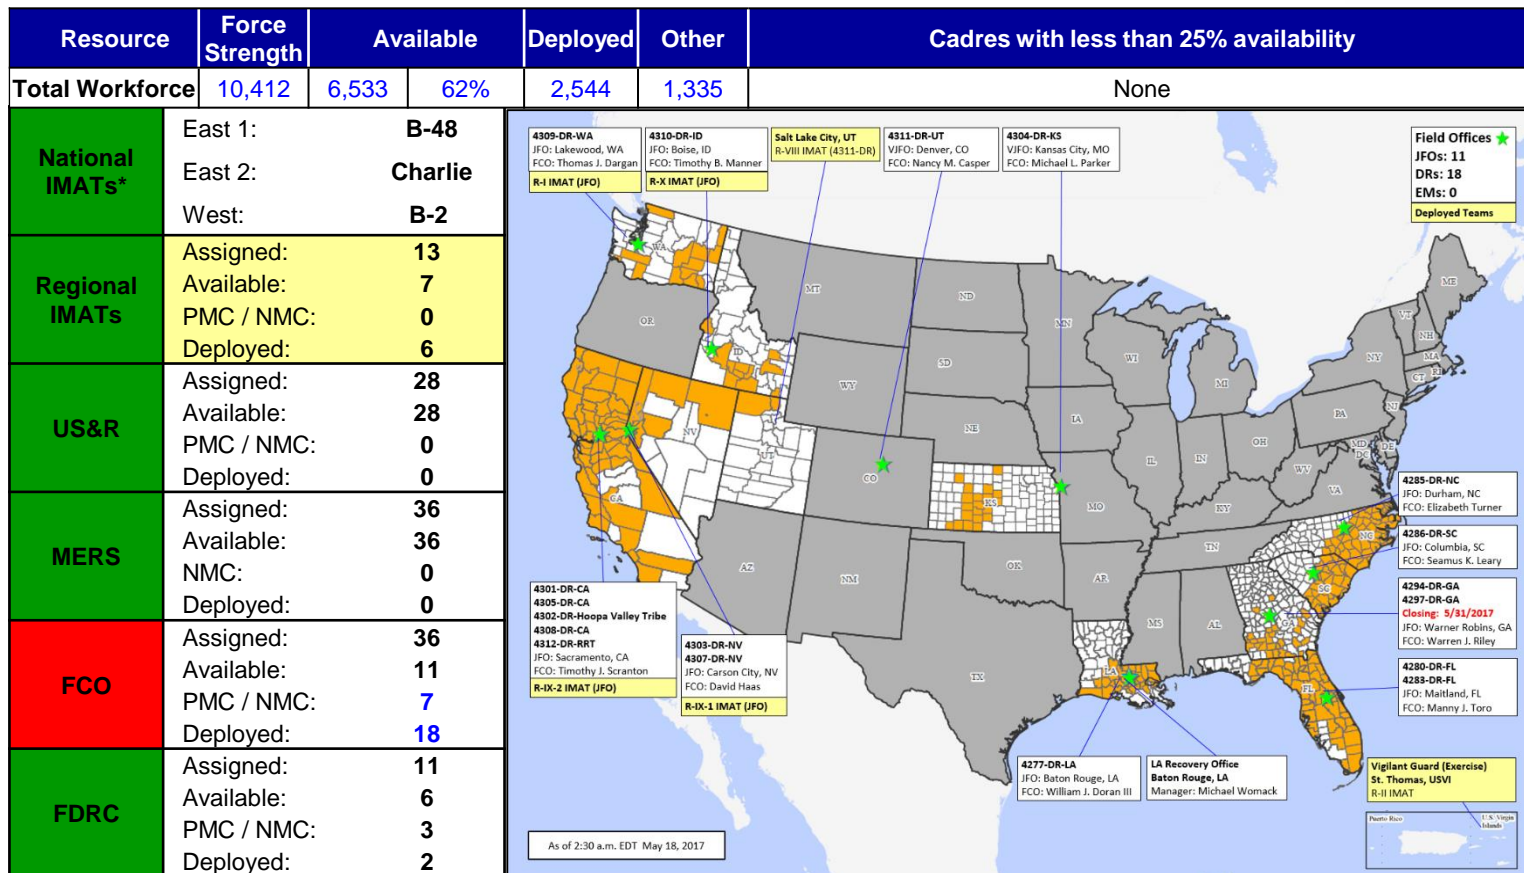 Resource
Force
Strength
Available
Deployed
Other
Cadres with less than 25% availability
Total Workforce
10,412
6,533
62%
2,544
1,335
None
National
IMATs*
East 1: B-48
East 2: Charlie
West: B-2
Regional
IMATs
Assigned: 13
Available: 7
PMC / NMC: 0
Deployed: 6
US&R
Assigned: 28
Available: 28
PMC / NMC: 0
Deployed: 0
MERS
Assigned: 36
Available: 36
NMC: 0
Deployed: 0
FCO
Assigned: 36
Available: 11
PMC / NMC: 7
Deployed: 18
FDRC
Assigned: 11
Available: 6
PMC / NMC: 3
Deployed: 2
4309-DR-WA
JFO: Lakewood, WA
FCO: Thomas J. Dargan
R-I IMAT (JFO)
4310-DR-ID
JFO: Boise, ID
FCO: Timothy B. Manner
R-X IMAT (JFO)
Salt Lake City, UT
R-VIII IMAT (4311-DR)
4311-DR-UT
VJFO: Denver, CO
FCO: Nancy M. Casper
4304-DR-KS
VJFO: Kansas City, MO
FCO: Michael L. Parker
Field Offices
JFOs: 11
DRs: 18
EMs: 0
Deployed Teams
WA
MT
ND
MN
ME
OR
ID
SD
WI
MI
VT
NH
NY
MA
CT
RI
WY
IA
NE
PA
NJ
NV
UT
CO
KS
MO
IL
IN
OH
MD
DE
DC
WV
VA
KY
CA
AZ
NM
OK
AR
TN
NC
SC
MS
AL
GA
TX
LA
FL
4285-DR-NC
JFO: Durham, NC
FCO: Elizabeth Turner
4286-DR-SC
JFO: Columbia, SC
FCO: Seamus K. Leary
4294-DR-GA
4297-DR-GA
Closing: 5/31/2017
JFO: Warner Robins, GA
FCO: Warren J. Riley
4280-DR-FL
4283-DR-FL
JFO: Maitland, FL
FCO: Manny J. Toro
4301-DR-CA
4305-DR-CA
4302-DR-Hoopa Valley Tribe
4308-DR-CA
4312-DR-RRT
JFO: Sacramento, CA
FCO: Timothy J. Scranton
R-IX-2 IMAT (JFO)
4303-DR-NV
4307-DR-NV
JFO: Carson City, NV
FCO: David Haas
R-IX-1 IMAT (JFO)
4277-DR-LA
JFO: Baton Rouge, LA
FCO: William J. Doran III
LA Recovery Office
Baton Rouge, LA
Manager: Michael Womack
Vigilant Guard (Exercise)
St. Thomas, USVI
R-II IMAT
Puerto Rico
U.S. Virgin
Islands
As of 2:30 a.m. EDT May 18, 2017